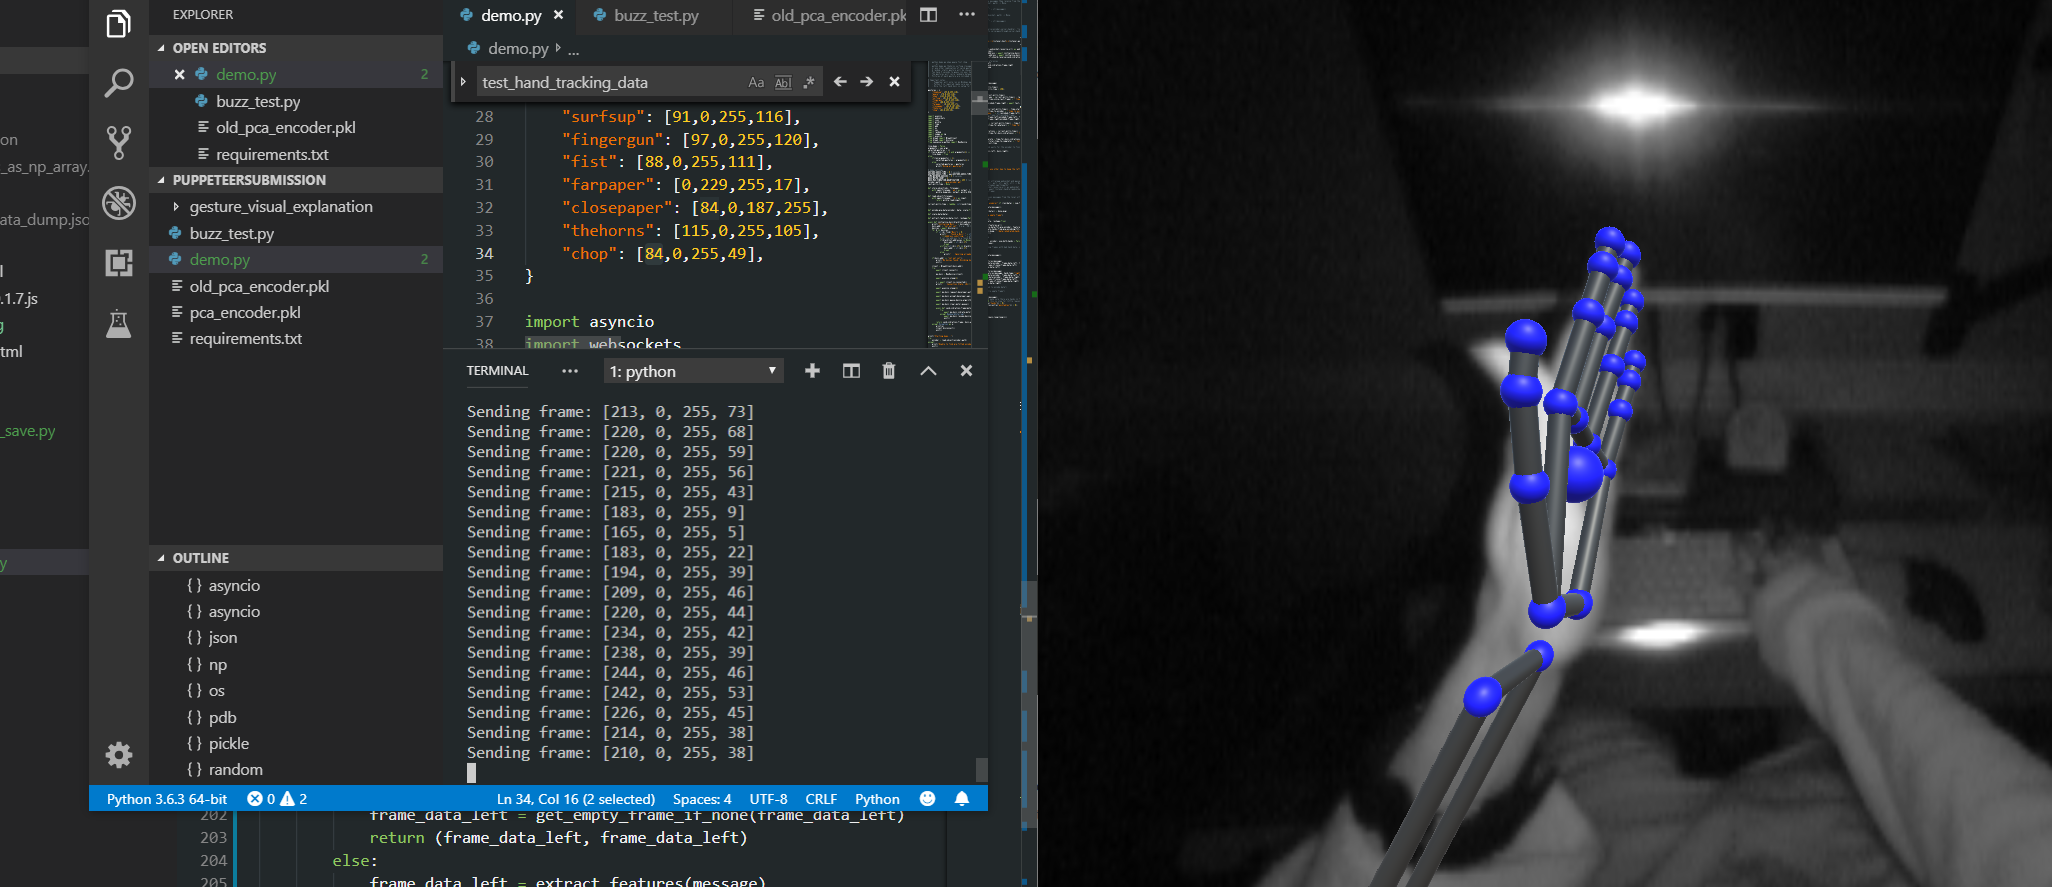 EXPLORER
OPEN EDITORS
demo.py 2
buzz_test.py
old_pca_encoder.pkl
requirements.txt
PUPPETEERSUBMISSION
gesture_visual_explanation
buzz_test.py
demo.py 2
old_pca_encoder.pkl
pca_encoder.pkl
requirements.txt
OUTLINE
{} asyncio
{} asyncio
{} json
{} np
{} os
{} pdb
{} pickle
{} random
on
_as_np_array.
ata_dump.jso
l
.1.7.js
g
tml
_save.py
y
demo.py
buzz_test.py
old_pca_encoder.pk
demo.py ...
test_hand_tracking_data Aa Abl .*
28 "surfsup": [91,0,255,116],
29 "fingergun": [97,0,255,120],
30 "fist": [88,0,255,111],
31 "farpaper": [0,229,255,17],
32 "closepaper": [84,0,187,255],
33 "thehorns": [115,0,255,105],
34 "chop": [84,0,255,49],
35 }
36
37 import asyncio
38 import websockets
TERMINAL ... 1: python
Sending frame: [213, 0, 255, 73]
Sending frame: [220, 0, 255, 68]
Sending frame: [220, 0, 255, 59]
Sending frame: [221, 0, 255, 56]
Sending frame: [215, 0, 255, 43]
Sending frame: [183, 0, 255, 9]
Sending frame: [165, 0, 255, 5]
Sending frame: [183, 0, 255, 22]
Sending frame: [194, 0, 255, 39]
Sending frame: [209, 0, 255, 46]
Sending frame: [220, 0, 255, 44]
Sending frame: [234, 0, 255, 42]
Sending frame: [238, 0, 255, 39]
Sending frame: [244, 0, 255, 46]
Sending frame: [242, 0, 255, 53]
Sending frame: [226, 0, 255, 45]
Sending frame: [214, 0, 255, 38]
Sending frame: [210, 0, 255, 38]
Python 3.6.3 64-bit 0 2 Ln 34, Col 16 (2 selected) Spaces: 4 UTF-8 CRLF Python
202 frame_data_left = get_empty_frame_if_none(frame_data_left)
203 return (frame_data_left, frame_data_left)
204 else:
205 frame_data_left = extract_features(message)